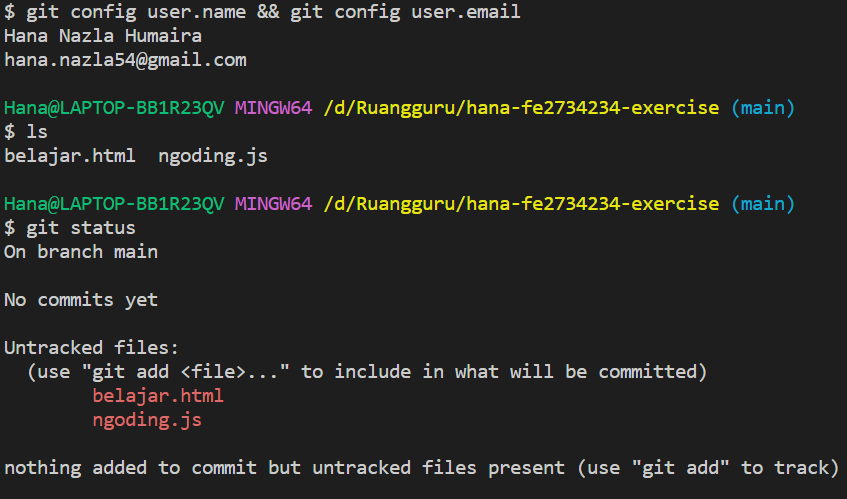 $ git config user.name && git config user.email
Hana Nazla Humaira
hana.nazla54@gmail.com
Hana@LAPTOP-BB1R23QV MINGW64 /d/Ruangguru/hana-fe2734234-exercise (main)
$ ls
belajar.html  ngoding.js
Hana@LAPTOP-BB1R23QV MINGW64 /d/Ruangguru/hana-fe2734234-exercise (main)
$ git status
On branch main
No commits yet
Untracked files:
  (use "git add <file>..." to include in what will be committed)
        belajar.html
        ngoding.js
nothing added to commit but untracked files present (use "git add" to track)